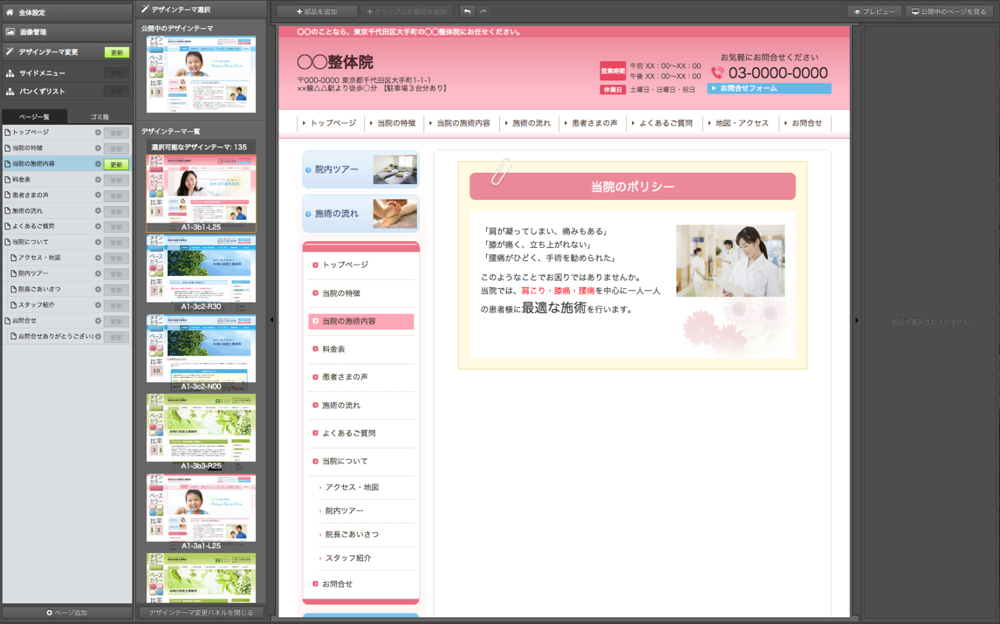 全体設定
画像管理
デザインテーマ変更
更新
サイドメニュー
更新
パンくずリスト
更新
ページ一覧
ゴミ箱
トップページ
更新
当院の特徴
更新
当院の施術内容
更新
料金表
更新
患者さまの声
更新
施術の流れ
更新
よくあるご質問
更新
当院について
更新
アクセス・地図
更新
院内ツアー
更新
院長ごあいさつ
更新
スタッフ紹介
更新
お問合せ
更新
お問合せありがとうござい
更新
ページ追加
デザインテーマ選択
公開中のデザインテーマ
メインカラー
ベースカラー
比率
1 3
デザインテーマ一覧
選択可能なデザインテーマ: 135
メインカラー
ベースカラー
比率
1 3
A1-3b1-L25
メインカラー
ベースカラー
比率
7 3
A1-3c2-R30
メインカラー
ベースカラー
比率
10
A1-3c2-N00
メインカラー
ベースカラー
比率
3 1
A1-3b3-R25
メインカラー
ベースカラー
比率
1 3
A1-3a1-L25
メインカラー
ベースカラー
デザインテーマ変更パネルを閉じる
部品を追加
クリップした部品を追加
プレビュー
公開中のページを見る
〇〇のことなら、東京千代田区大手町の〇〇整体院にお任せください。
〇〇整体院
〒000-0000 東京都千代田区大手町1-1-1
××線△△駅より徒歩〇分 【駐車場３台分あり】
営業時間
午前 XX：00～XX：00
午後 XX：00～XX：00
休業日
土曜日・日曜日・祝日
お気軽にお問合せください
03-0000-0000
お問合せフォーム
トップページ
当院の特徴
当院の施術内容
施術の流れ
患者さまの声
よくあるご質問
地図・アクセス
お問合せ
院内ツアー
施術の流れ
トップページ
当院の特徴
当院の施術内容
料金表
患者さまの声
施術の流れ
よくあるご質問
当院について
アクセス・地図
院内ツアー
院長ごあいさつ
スタッフ紹介
お問合せ
当院のポリシー
「肩が凝ってしまい、痛みもある」
「膝が痛く、立ち上がれない」
「腰痛がひどく、手術を勧められた」
このようなことでお困りではありませんか。
当院では、肩こり・膝痛・腰痛を中心に一人一人
の患者様に最適な施術を行います。
部品が選択されていません